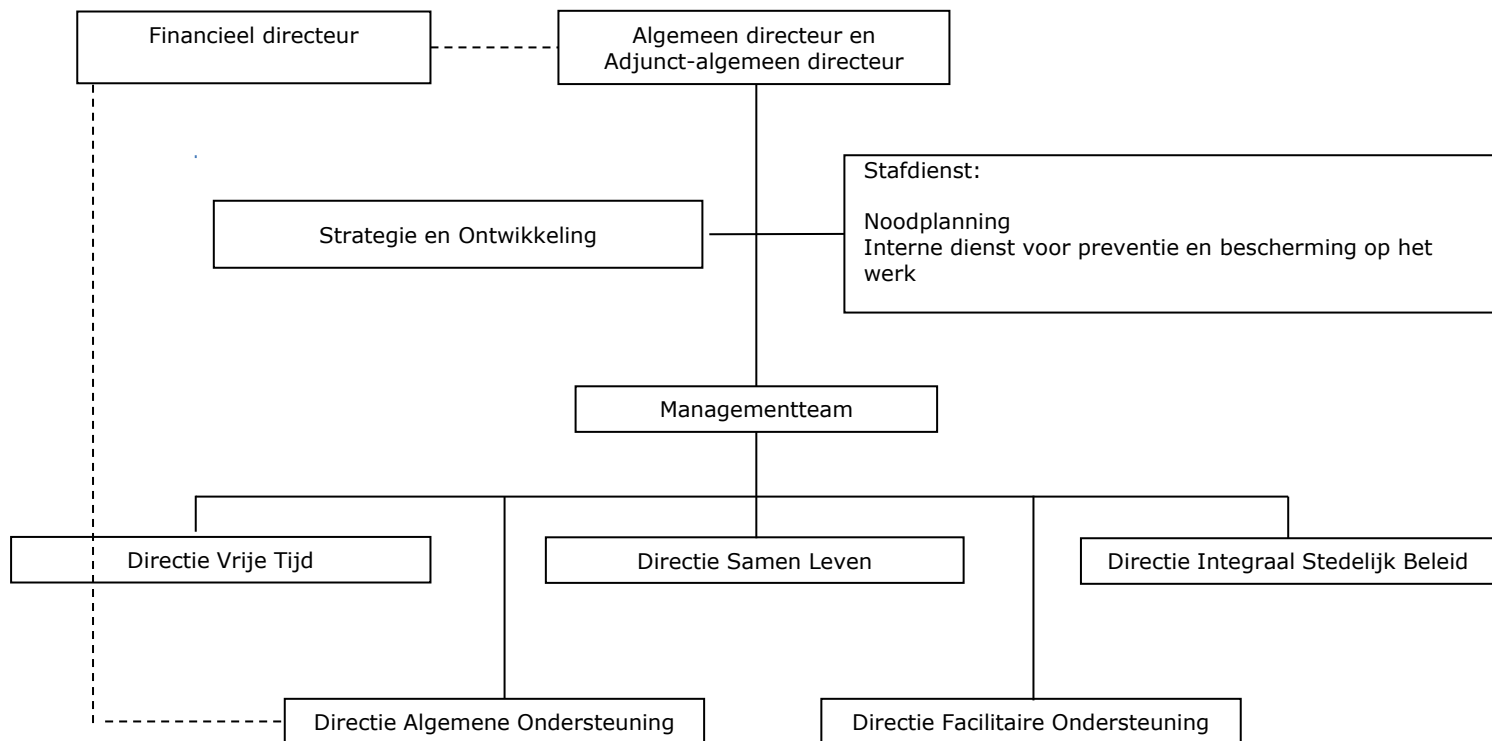 Financieel directeur
Algemeen directeur en
Adjunct-algemeen directeur
Stafdienst:
Noodplanning
Interne dienst voor preventie en bescherming op het
werk
Strategie en Ontwikkeling
Managementteam
Directie Vrije Tijd
Directie Samen Leven
Directie Integraal Stedelijk Beleid
Directie Algemene Ondersteuning
Directie Facilitaire Ondersteuning